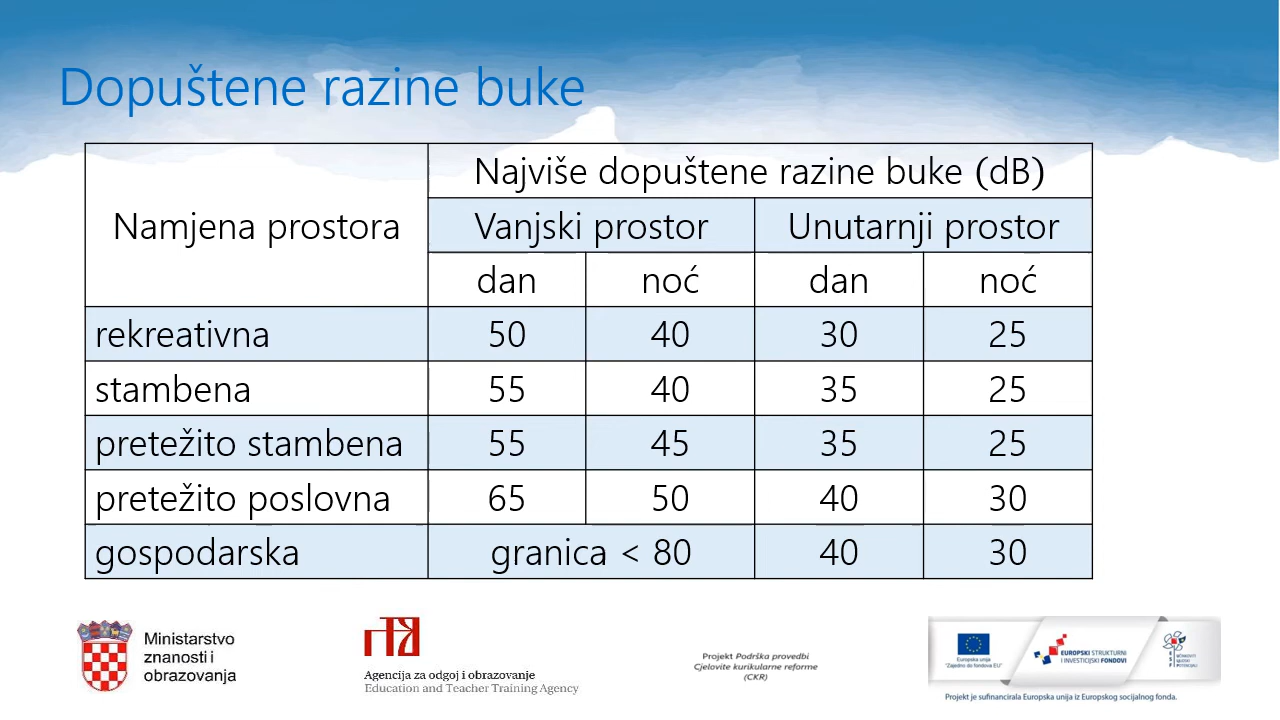 Dopuštene razine buke
Najviše dopuštene razine buke (dB)
Namjena prostora
Vanjski prostor Unutarnji prostor
dan noć dan noć
rekreativna 50 40 30 25
stambena 55 40 35 25
pretežito stambena 55 45 35 25
pretežito poslovna 65 50 40 30
gospodarska granica < 80 40 30
Ministarstvo
znanosti i
obrazovanja
Agencija za odgoj i obrazovanje
Education and Teacher Training Agency
Projekt Podrška provedbi
Cjelovite kurikularne reforme
(CKR)
Europska unija
"Zajedno do fondova EU"
EUROPSKI STRUKTURNI
I INVESTICIJSKI FONDOVI
Projekt je sufinancirala Europska unija iz Europskog socijalnog fonda.